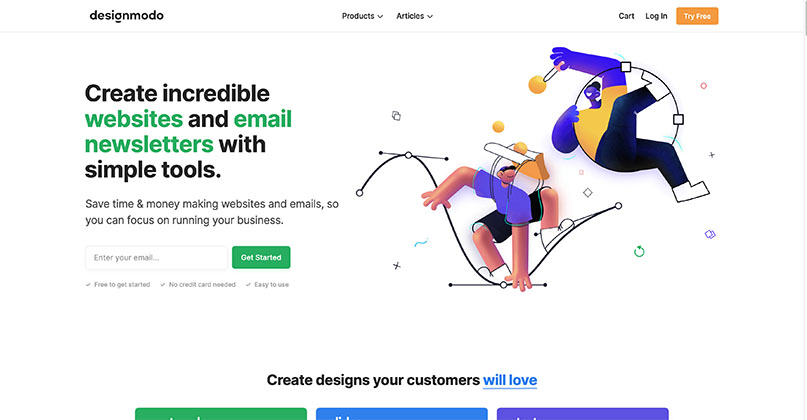 designmodo
Products
Articles
Cart
Log In
Try Free
Create incredible
websites and email
newsletters with
simple tools.
Save time & money making websites and emails, so
you can focus on running your business.
Enter your email...
Get Started
Free to get started
No credit card needed
Easy to use
Create designs your customers will love